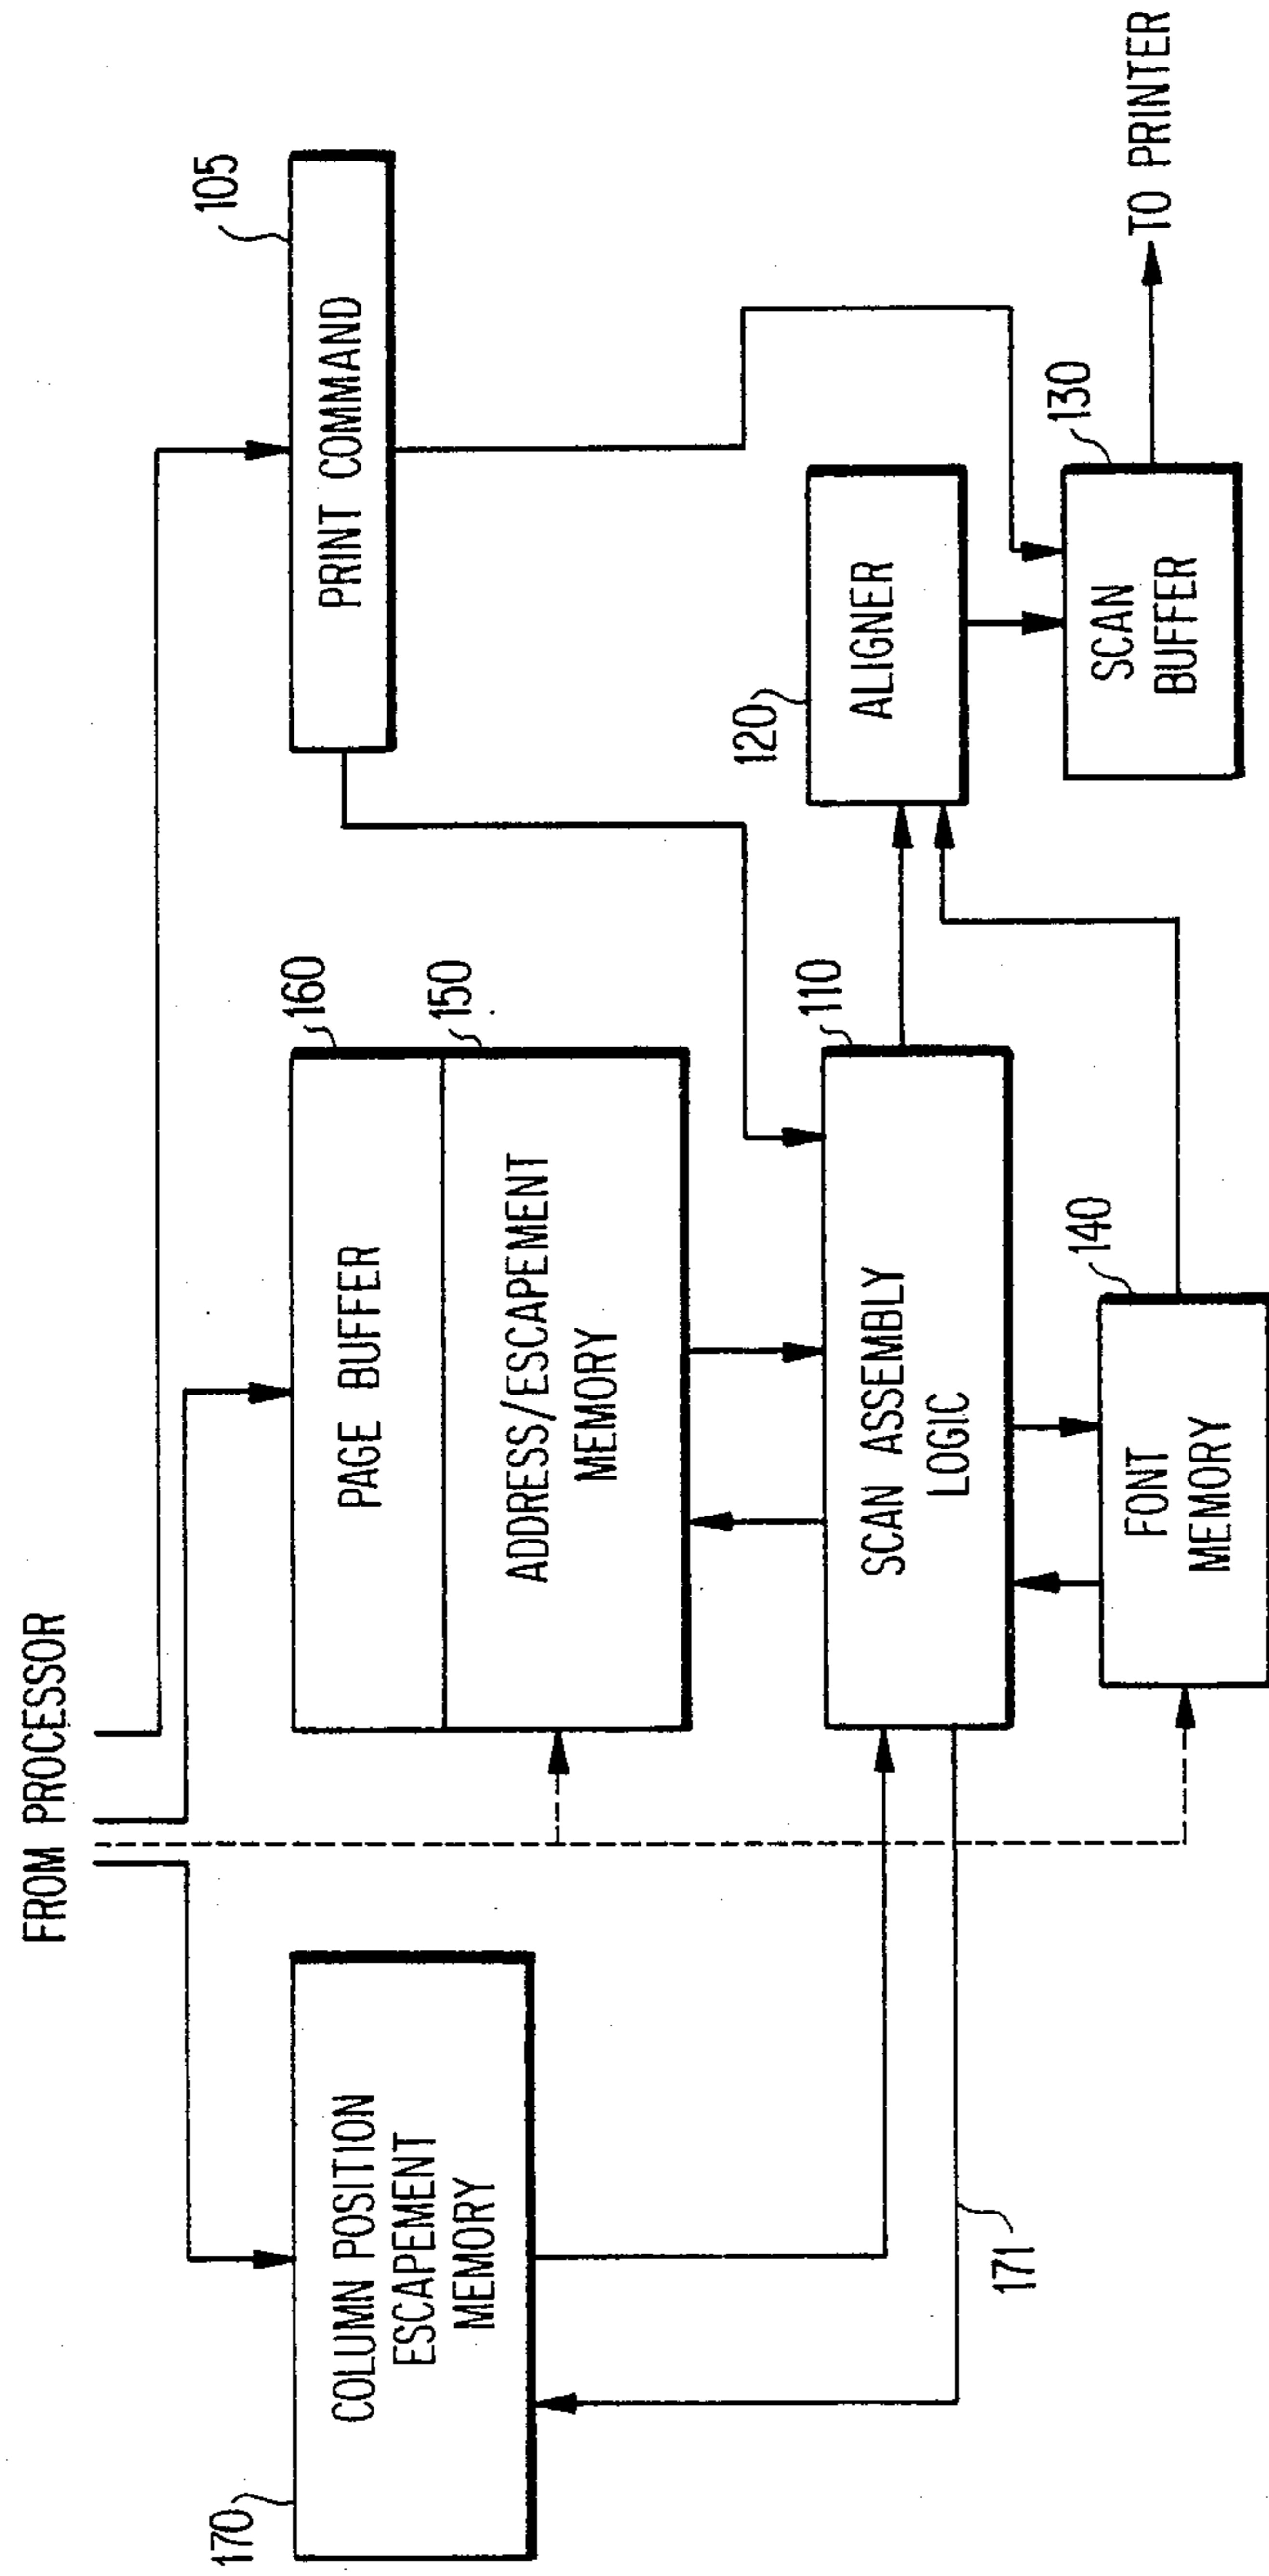 FROM PROCESSOR
170
COLUMN POSITION
ESCAPEMENT
MEMORY
171
160
PAGE BUFFER
150
ADDRESS/ESCAPEMENT
MEMORY
105
PRINT COMMAND
110
SCAN ASSEMBLY
LOGIC
120
ALIGNER
140
FONT
MEMORY
130
SCAN
BUFFER
TO PRINTER